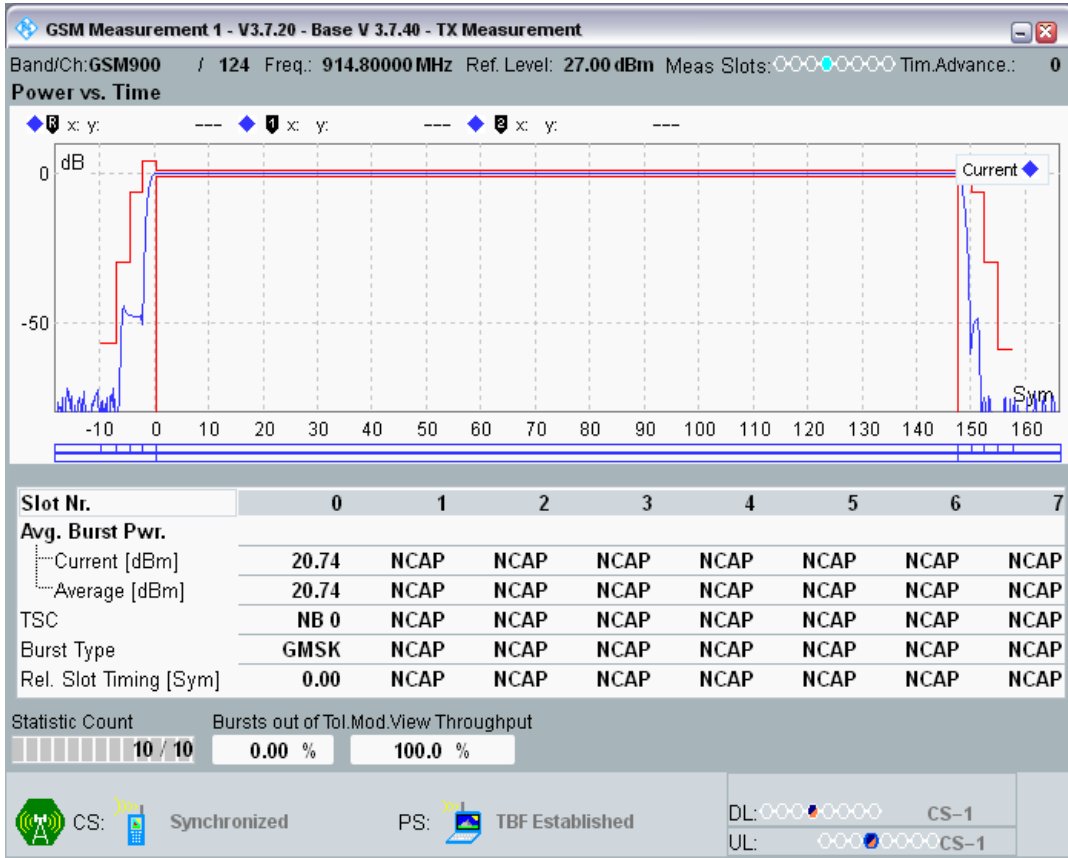 GSM Measurement 1 - V3.7.20 - Base V 3.7.40 - TX Measurement
Band/Ch:GSM900 / 124 Freq.: 914.80000 MHz Ref. Level: 27.00 dBm Meas Slots: Tim.Advance.: 0
Power vs. Time
R x: y: --- 1 x: y: --- 2 x: y: ---
dB
Current
0
-50
Sym
-10 0 10 20 30 40 50 60 70 80 90 100 110 120 130 140 150 160
Slot Nr. 0 1 2 3 4 5 6 7
Avg. Burst Pwr.
Current [dBm] 20.74 NCAP NCAP NCAP NCAP NCAP NCAP NCAP
Average [dBm] 20.74 NCAP NCAP NCAP NCAP NCAP NCAP NCAP
TSC NB 0 NCAP NCAP NCAP NCAP NCAP NCAP NCAP
Burst Type GMSK NCAP NCAP NCAP NCAP NCAP NCAP NCAP
Rel. Slot Timing [Sym] 0.00 NCAP NCAP NCAP NCAP NCAP NCAP NCAP
Statistic Count Bursts out of Tol.Mod.View Throughput
10 / 10 0.00 % 100.0 %
CS: Synchronized PS: TBF Established
DL: CS-1
UL: CS-1